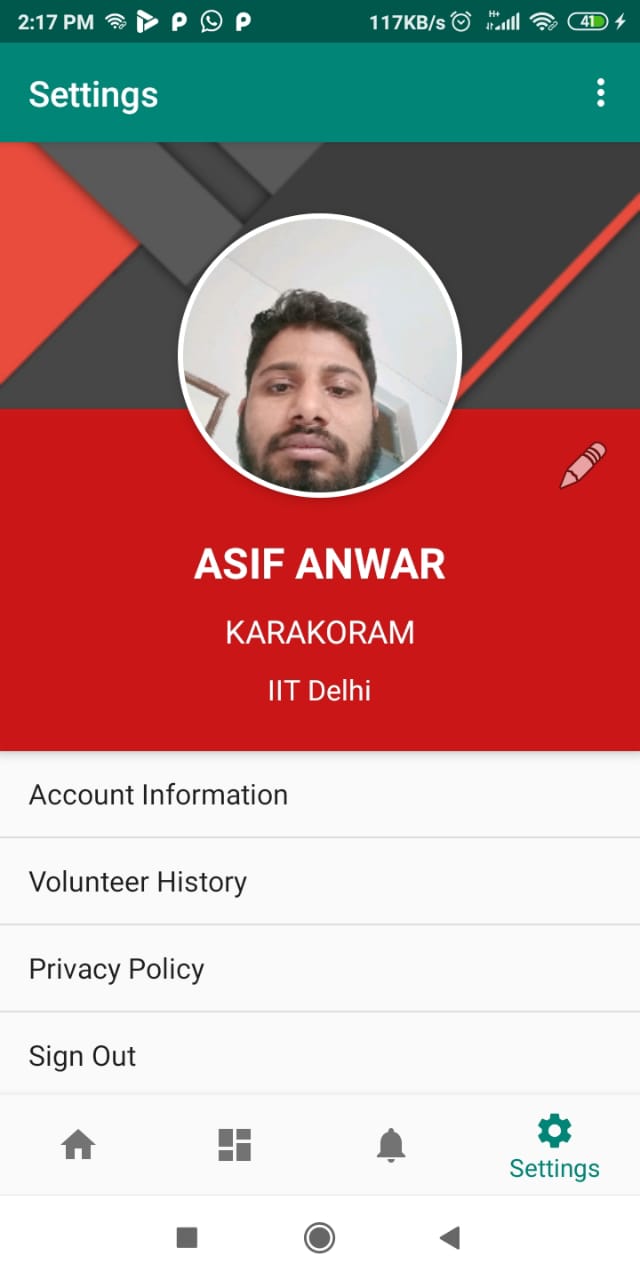 2:17 PM 117KB/s H+ 41
Settings
ASIF ANWAR
KARAKORAM
IIT Delhi
Account Information
Volunteer History
Privacy Policy
Sign Out
Settings